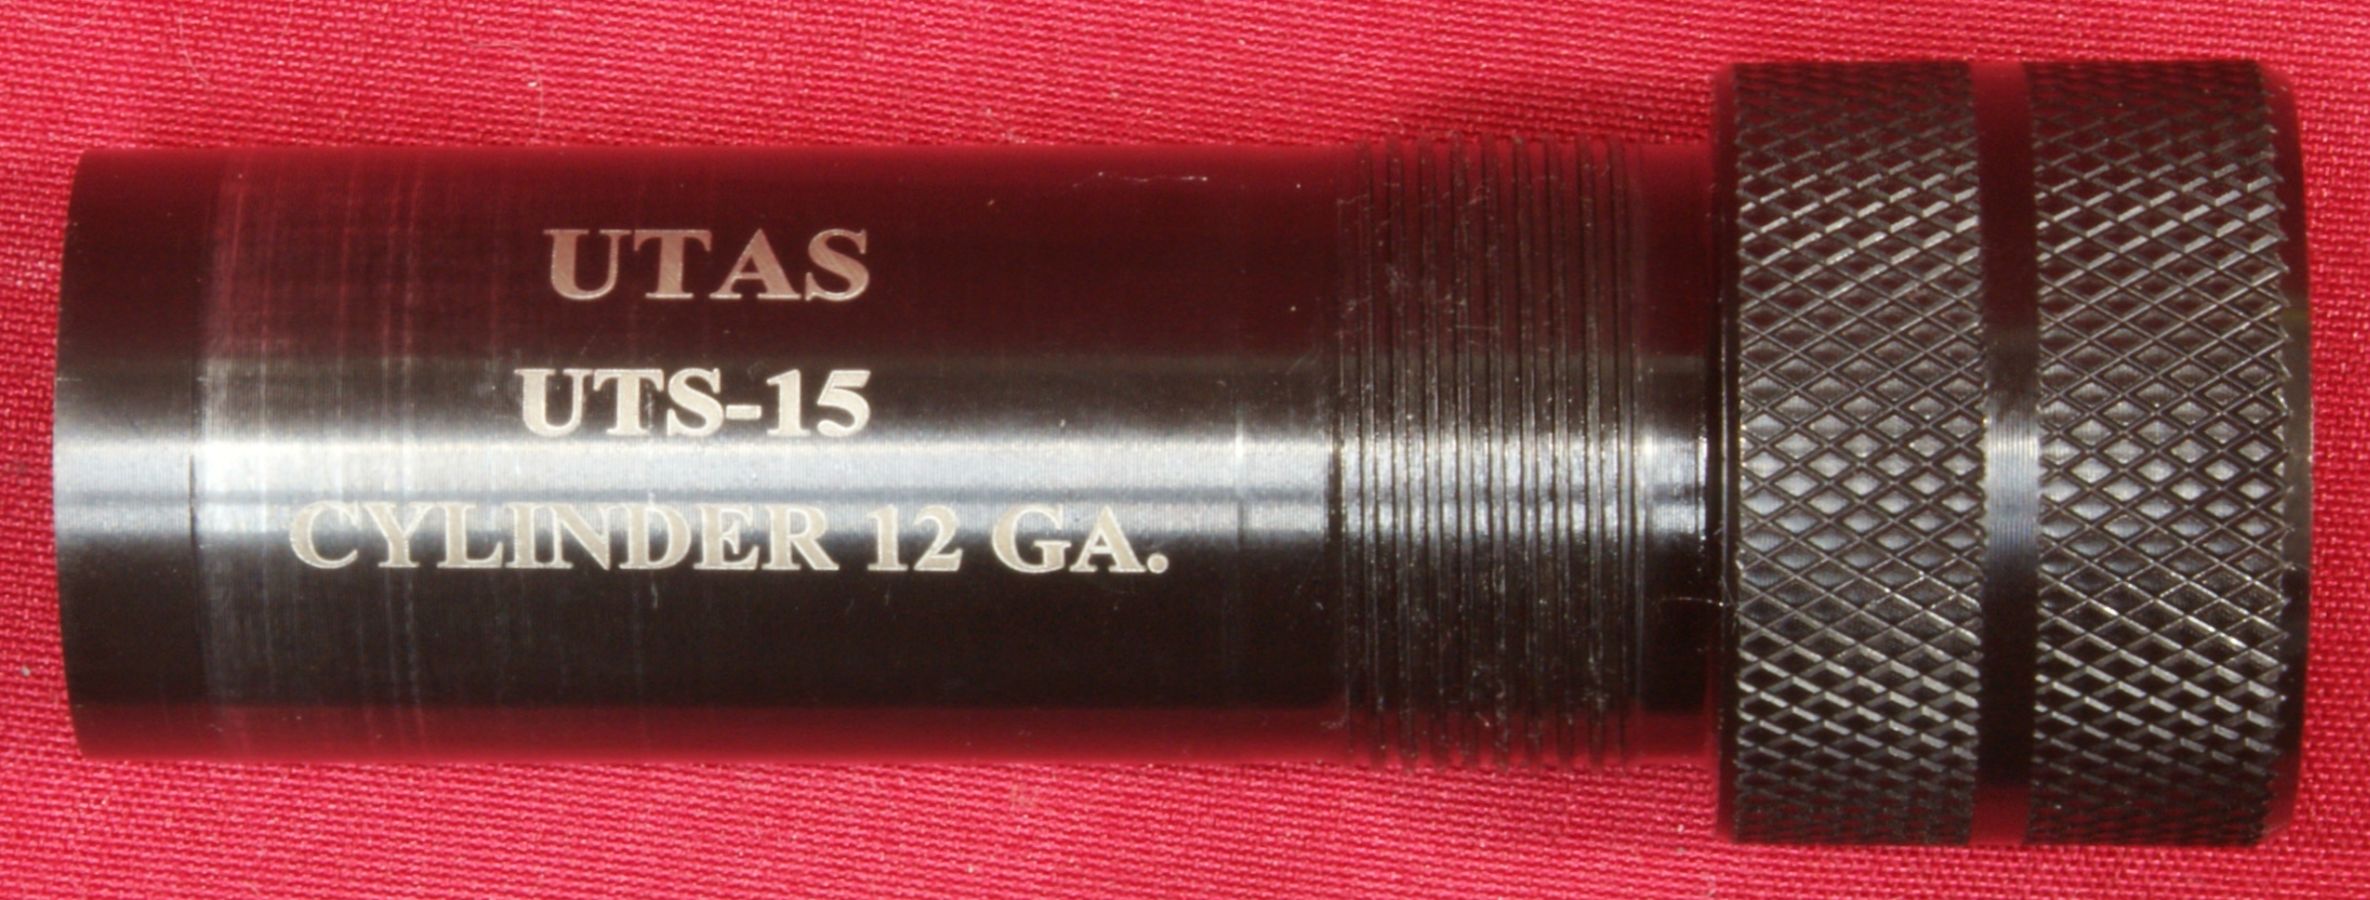 UTAS
UTS-15
CYLINDER 12 GA.